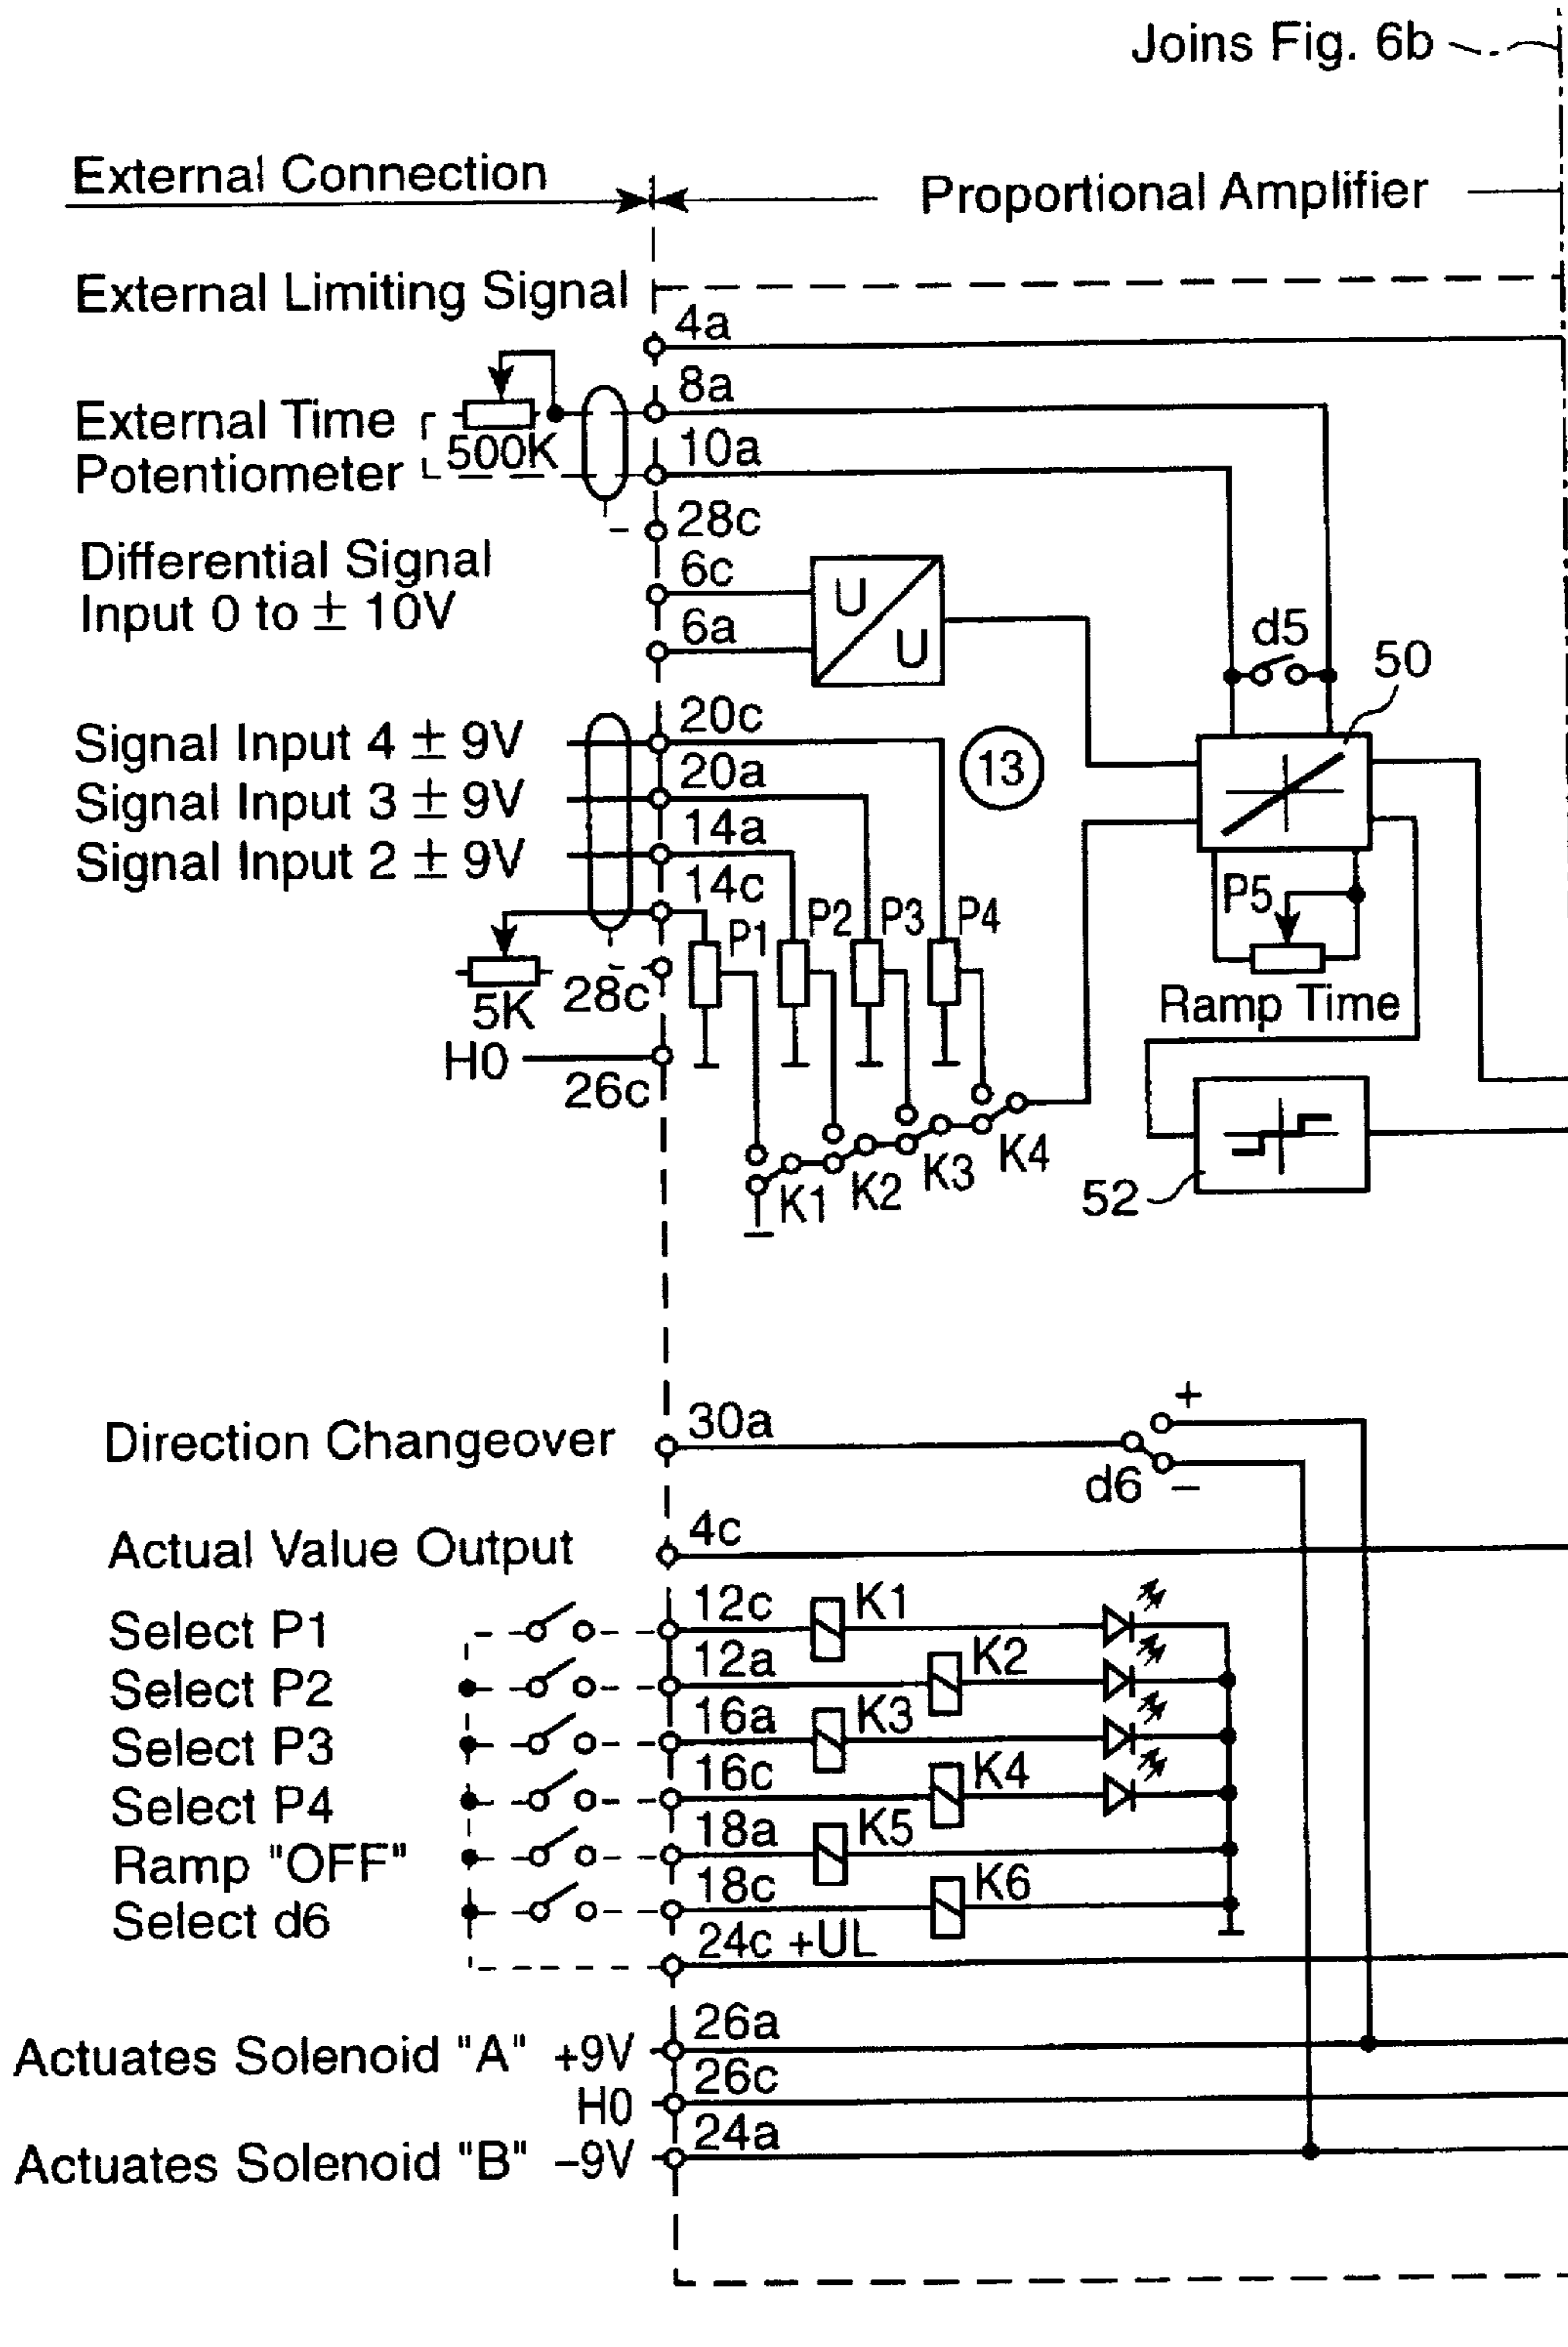 Joins Fig. 6b
External Connection
Proportional Amplifier
External Limiting Signal
4a
8a
External Time
Potentiometer
500K
10a
28c
Differential Signal
Input 0 to ± 10V
6c
6a
U
U
d5
50
Signal Input 4 ± 9V
20c
13
Signal Input 3 ± 9V
20a
Signal Input 2 ± 9V
14a
14c
P1
P2
P3
P4
P5
5K
28c
Ramp Time
H0
26c
K1
K2
K3
K4
52
Direction Changeover
30a
+
d6
−
Actual Value Output
4c
Select P1
12c
K1
Select P2
12a
K2
Select P3
16a
K3
Select P4
16c
K4
Ramp "OFF"
18a
K5
Select d6
18c
K6
24c +UL
Actuates Solenoid "A" +9V
26a
H0
26c
Actuates Solenoid "B" −9V
24a